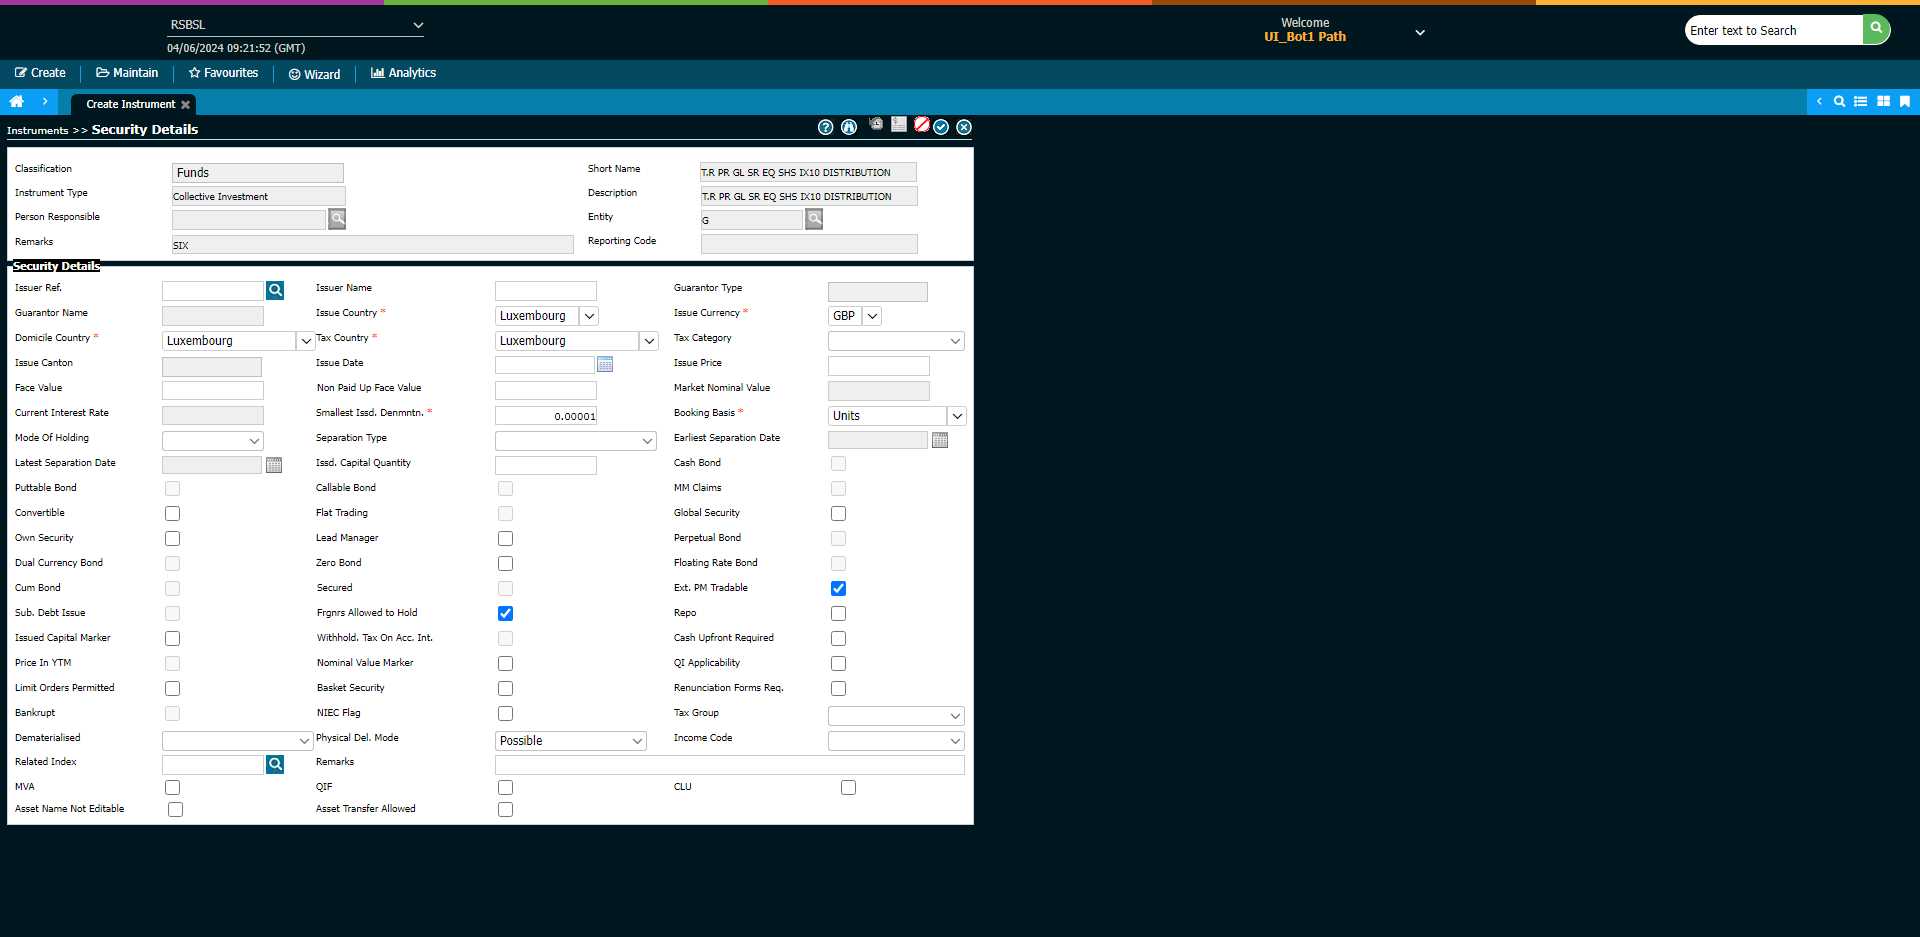 RSBSL
04/06/2024 09:21:52 (GMT)
Welcome
UI_Bot1 Path
Enter text to Search
Create Maintain Favourites Wizard Analytics
Create Instrument
Instruments >> Security Details
Classification Funds Short Name T.R PR GL SR EQ SHS IX10 DISTRIBUTION
Instrument Type Collective Investment Description T.R PR GL SR EQ SHS IX10 DISTRIBUTION
Person Responsible Entity G
Remarks SIX Reporting Code
Security Details
Issuer Ref. Issuer Name Guarantor Type
Guarantor Name Issue Country * Luxembourg Issue Currency * GBP
Domicile Country * Luxembourg Tax Country * Luxembourg Tax Category
Issue Canton Issue Date Issue Price
Face Value Non Paid Up Face Value Market Nominal Value
Current Interest Rate Smallest Issd. Denmntn. * 0.00001 Booking Basis * Units
Mode Of Holding Separation Type Earliest Separation Date
Latest Separation Date Issd. Capital Quantity Cash Bond
Puttable Bond Callable Bond MM Claims
Convertible Flat Trading Global Security
Own Security Lead Manager Perpetual Bond
Dual Currency Bond Zero Bond Floating Rate Bond
Cum Bond Secured Ext. PM Tradable
Sub. Debt Issue Frgnrs Allowed to Hold Repo
Issued Capital Marker Withhold. Tax On Acc. Int. Cash Upfront Required
Price In YTM Nominal Value Marker QI Applicability
Limit Orders Permitted Basket Security Renunciation Forms Req.
Bankrupt NIEC Flag Tax Group
Dematerialised Physical Del. Mode Possible Income Code
Related Index Remarks
MVA QIF CLU
Asset Name Not Editable Asset Transfer Allowed